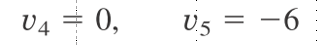 v₄ = 0, v₅ = −6